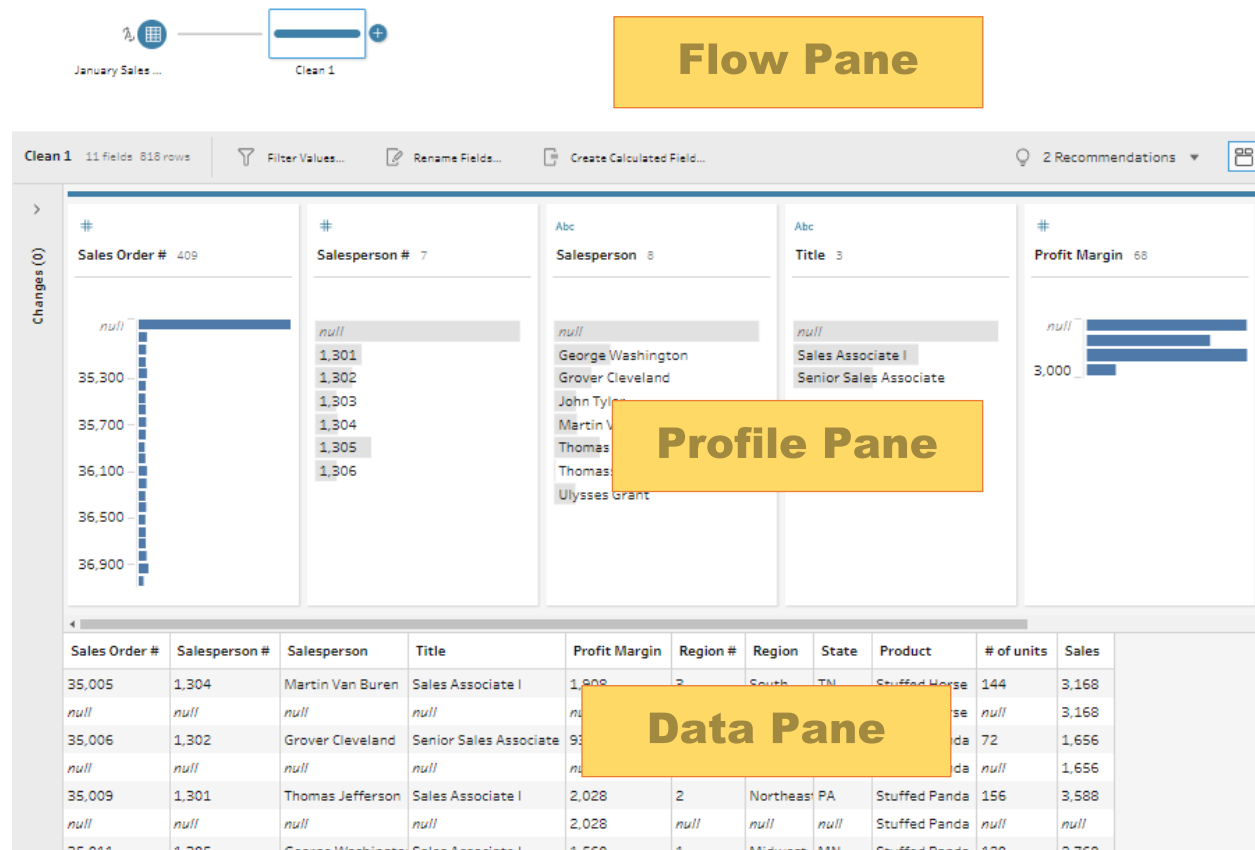 January Sales ...
Clean 1
Flow Pane
Clean 1 11 fields 818 rows Filter Values... Rename Fields... Create Calculated Field... 2 Recommendations
Changes (0)
# # Abc Abc #
Sales Order # 409 Salesperson # 7 Salesperson 8 Title 3 Profit Margin 68
null
35,300
35,700
36,100
36,500
36,900
null
1,301
1,302
1,303
1,304
1,305
1,306
null
George Washington
Grover Cleveland
John Tyler
Martin V
Thomas
Thomas
Ulysses Grant
null
Sales Associate I
Senior Sales Associate
null
3,000
Profile Pane
Sales Order # Salesperson # Salesperson Title Profit Margin Region # Region State Product # of units Sales
35,005 1,304 Martin Van Buren Sales Associate I 1,908 3 South TN Stuffed Horse 144 3,168
null null null null null 3,168
35,006 1,302 Grover Cleveland Senior Sales Associate 72 1,656
null null null null null 1,656
35,009 1,301 Thomas Jefferson Sales Associate I 2,028 2 Northeast PA Stuffed Panda 156 3,588
null null null null 2,028 null null null Stuffed Panda null null
Data Pane